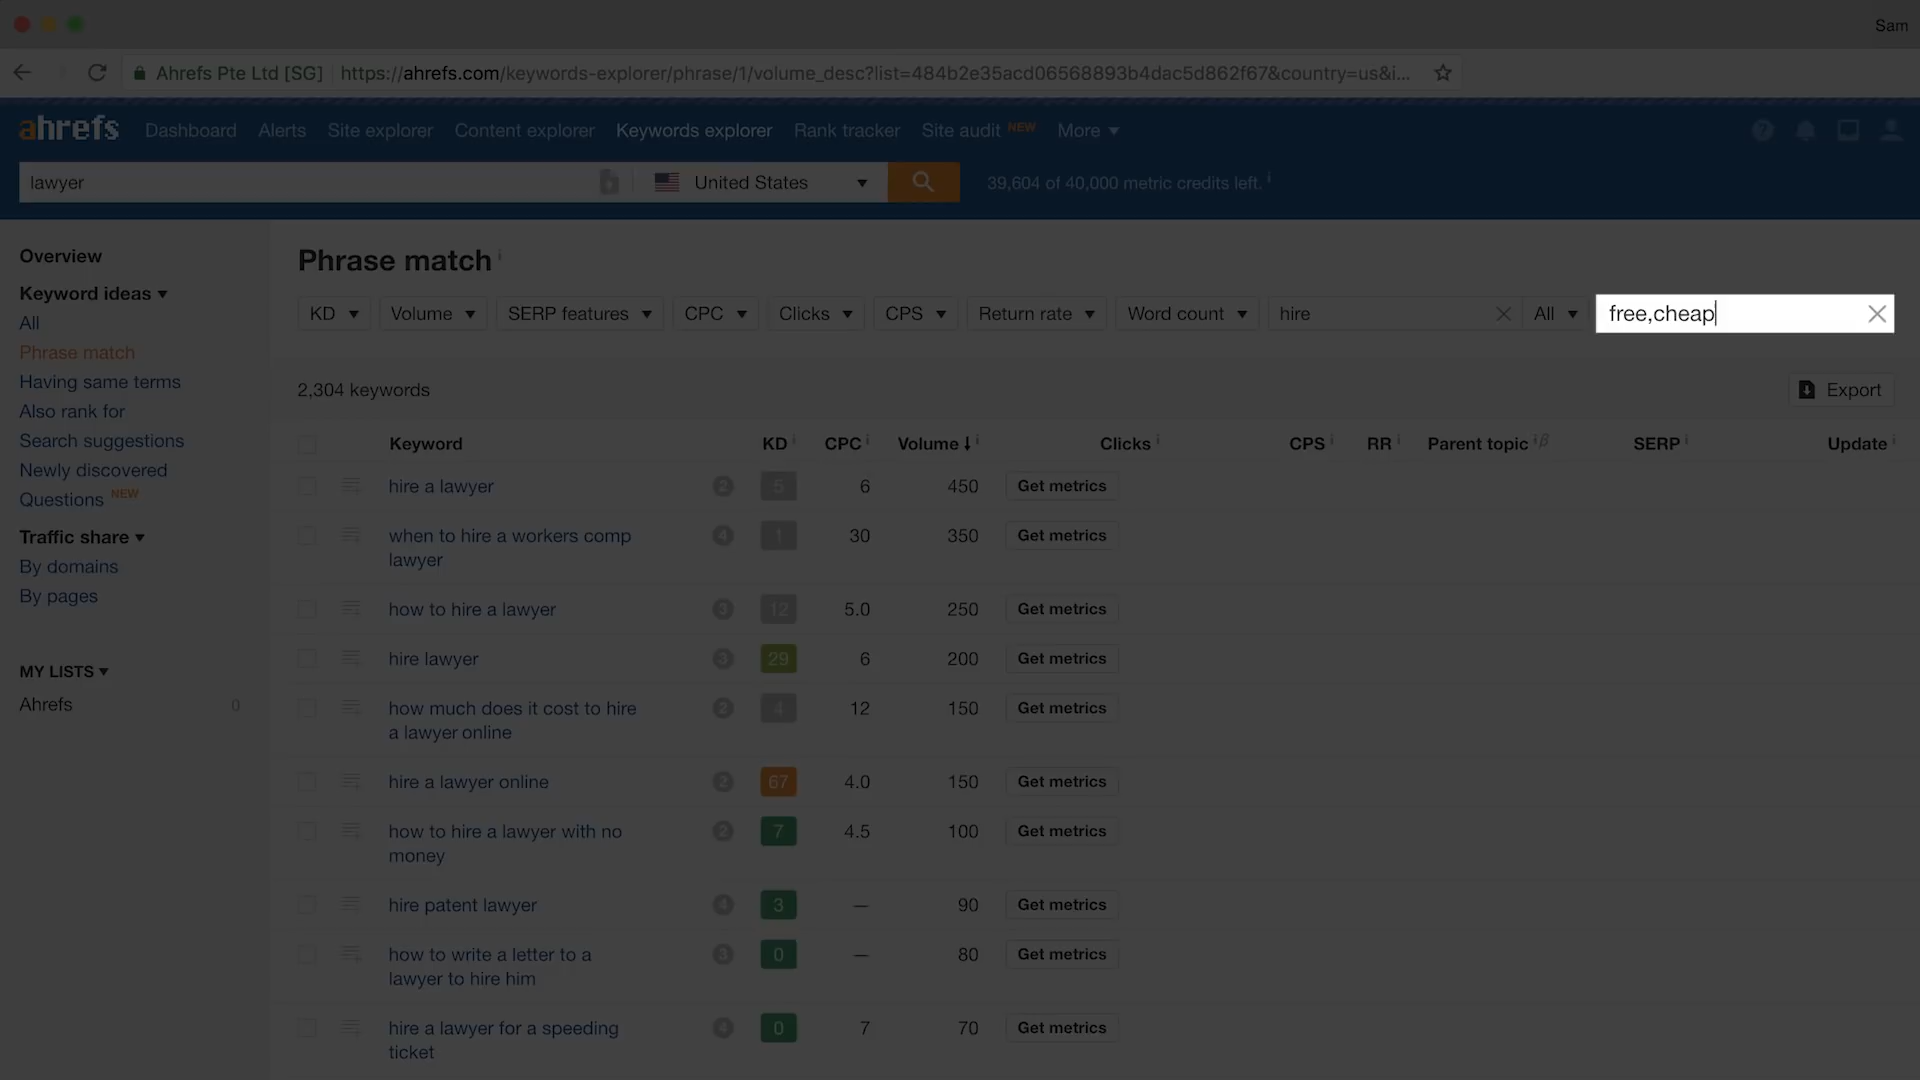 Sam
Ahrefs Pte Ltd [SG] https://ahrefs.com/keywords-explorer/phrase/1/volume_desc?list=484b2e35acd06568893b4dac5d862f67&country=us&i...
ahrefs Dashboard Alerts Site explorer Content explorer Keywords explorer Rank tracker Site audit NEW More
lawyer United States 39,604 of 40,000 metric credits left. i
Overview
Keyword ideas
All
Phrase match
Having same terms
Also rank for
Search suggestions
Newly discovered
Questions NEW
Traffic share
By domains
By pages
MY LISTS
Ahrefs 0
Phrase match i
KD Volume SERP features CPC Clicks CPS Return rate Word count hire All free,cheap
2,304 keywords Export
Keyword KD i CPC i Volume i Clicks i CPS i RR i Parent topic i β SERP i Update i
hire a lawyer 2 5 6 450 Get metrics
when to hire a workers comp 4 1 30 350 Get metrics
lawyer
how to hire a lawyer 3 12 5.0 250 Get metrics
hire lawyer 3 29 6 200 Get metrics
how much does it cost to hire 2 4 12 150 Get metrics
a lawyer online
hire a lawyer online 2 67 4.0 150 Get metrics
how to hire a lawyer with no 2 7 4.5 100 Get metrics
money
hire patent lawyer 4 3 — 90 Get metrics
how to write a letter to a 3 0 — 80 Get metrics
lawyer to hire him
hire a lawyer for a speeding 4 0 7 70 Get metrics
ticket